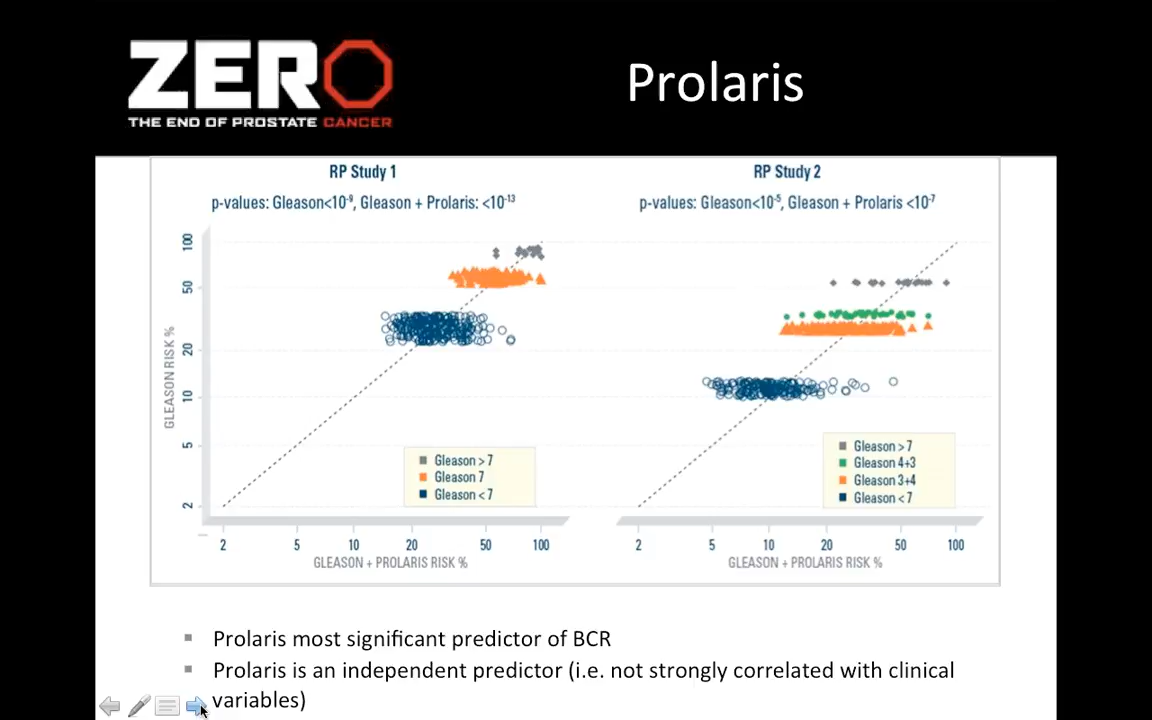 ZERO
THE END OF PROSTATE CANCER
Prolaris
RP Study 1
p-values: Gleason<10⁻⁹, Gleason + Prolaris: <10⁻¹³
GLEASON RISK %
100
50
20
10
5
2
Gleason > 7
Gleason 7
Gleason < 7
2 5 10 20 50 100
GLEASON + PROLARIS RISK %
RP Study 2
p-values: Gleason<10⁻⁵, Gleason + Prolaris <10⁻⁷
Gleason > 7
Gleason 4+3
Gleason 3+4
Gleason < 7
2 5 10 20 50 100
GLEASON + PROLARIS RISK %
Prolaris most significant predictor of BCR
Prolaris is an independent predictor (i.e. not strongly correlated with clinical
variables)